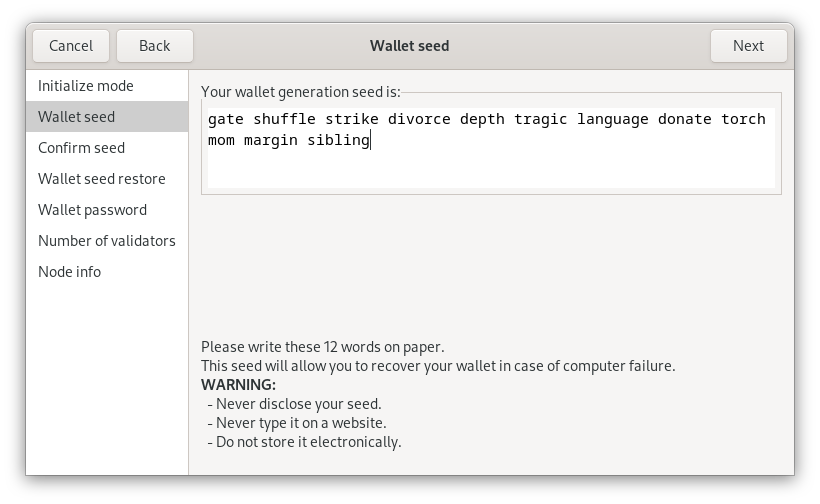 Cancel Back Wallet seed Next
Initialize mode
Wallet seed
Confirm seed
Wallet seed restore
Wallet password
Number of validators
Node info
Your wallet generation seed is:
gate shuffle strike divorce depth tragic language donate torch
mom margin sibling
Please write these 12 words on paper.
This seed will allow you to recover your wallet in case of computer failure.
WARNING:
- Never disclose your seed.
- Never type it on a website.
- Do not store it electronically.